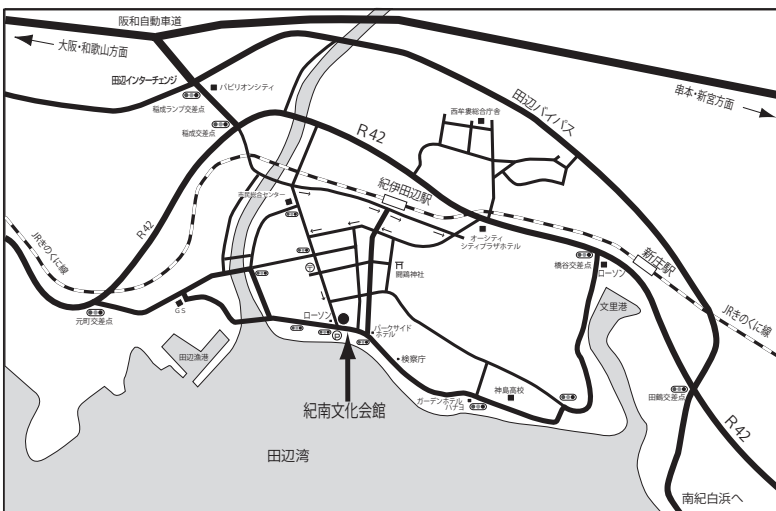 阪和自動車道
大阪・和歌山方面
田辺インターチェンジ
パビリオンシティ
稲成ランプ交差点
稲成交差点
R42
田辺バイパス
串本・新宮方面
西牟婁総合庁舎
紀伊田辺駅
市民総合センター
R42
JRきのくに線
オーシティ
シティプラザホテル
闘鶏神社
橋谷交差点
ローソン
新庄駅
文里港
JRきのくに線
元町交差点
GS
田辺漁港
ローソン
パークサイド
ホテル
検察庁
紀南文化会館
ガーデンホテル
ハナヨ
神島高校
田鶴交差点
R42
田辺湾
南紀白浜へ